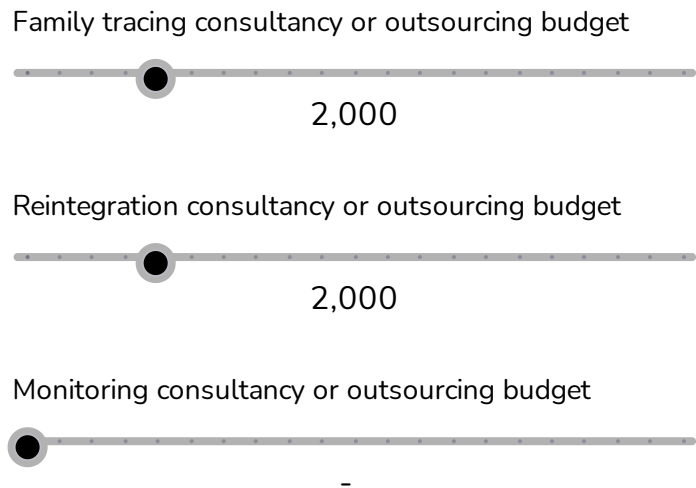 Family tracing consultancy or outsourcing budget
2,000
Reintegration consultancy or outsourcing budget
2,000
Monitoring consultancy or outsourcing budget
-